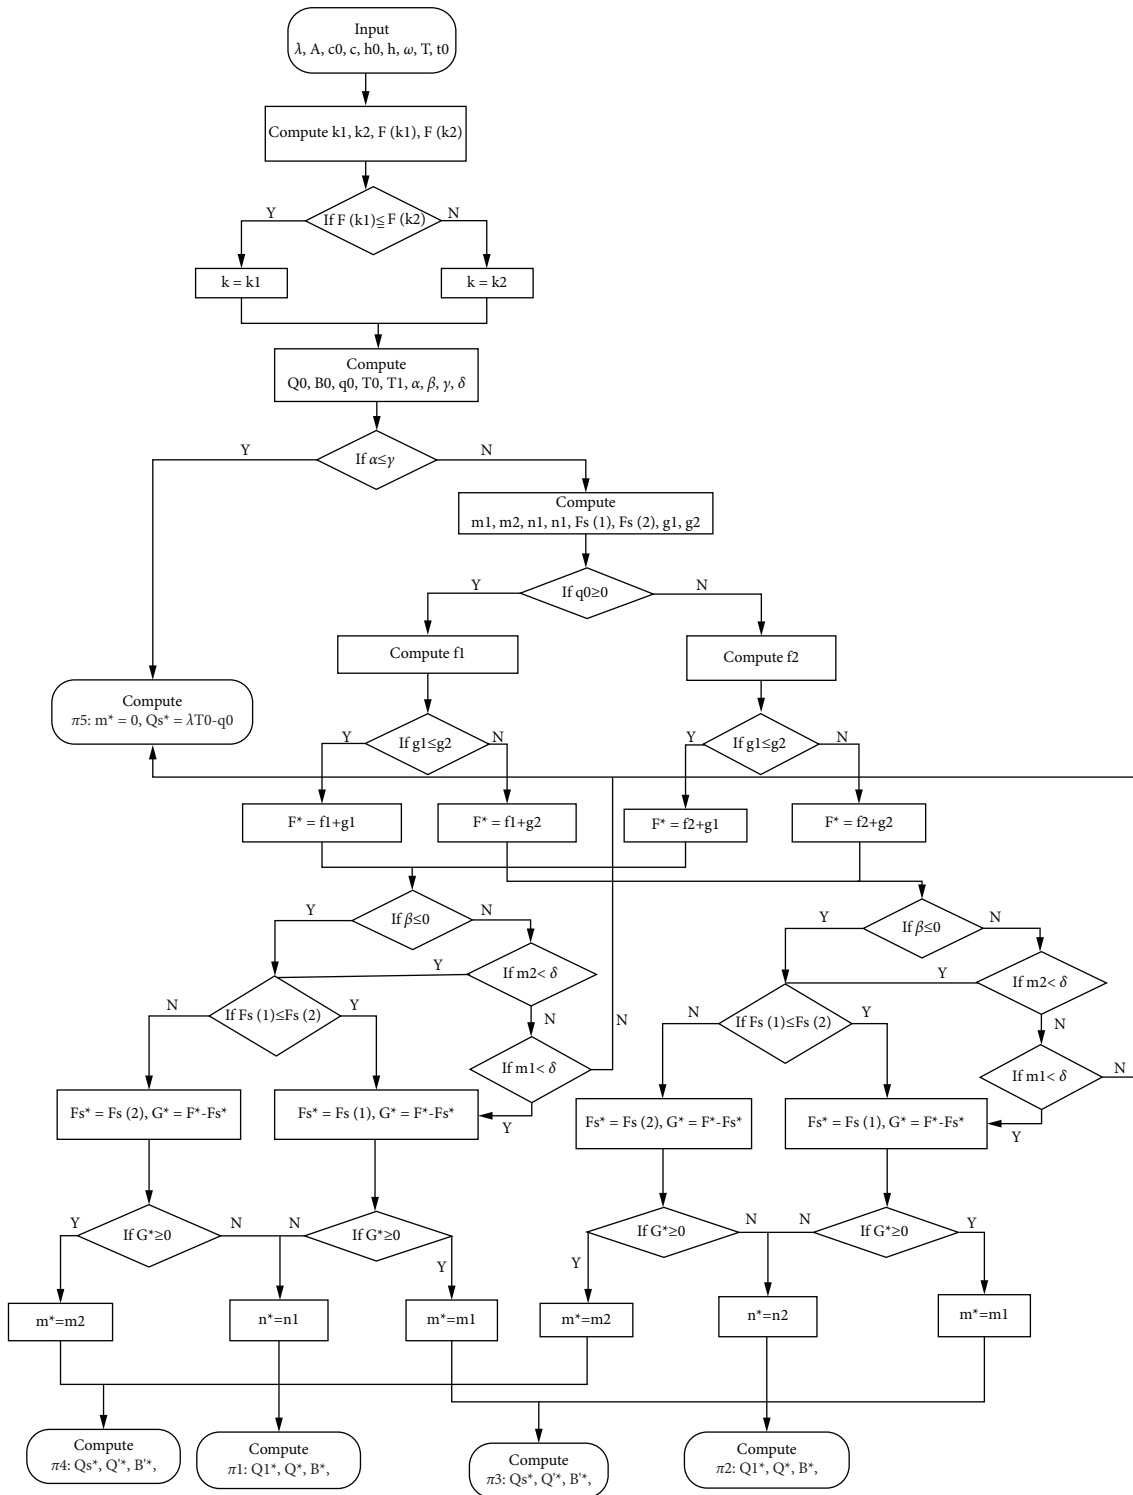 Input
λ, A, c0, c, h0, h, ω, T, t0
Compute k1, k2, F (k1), F (k2)
Y
If F (k1)≦F (k2)
N
k = k1
k = k2
Compute
Q0, B0, q0, T0, T1, α, β, γ, δ
Y
If α≤γ
N
Compute
m1, m2, n1, n1, Fs (1), Fs (2), g1, g2
Y
If q0≥0
N
Compute f1
Compute f2
Compute
π5: m* = 0, Qs* = λT0-q0
Y
If g1≤g2
N
Y
If g1≤g2
N
F* = f1+g1
F* = f1+g2
F* = f2+g1
F* = f2+g2
Y
If β≤0
N
Y
If β≤0
N
Y
If m2< δ
Y
If m2< δ
N
If Fs (1)≤Fs (2)
Y
N
N
N
If Fs (1)≤Fs (2)
Y
N
If m1< δ
If m1< δ
N
Fs* = Fs (2), G* = F*-Fs*
Fs* = Fs (1), G* = F*-Fs*
Y
Fs* = Fs (2), G* = F*-Fs*
Fs* = Fs (1), G* = F*-Fs*
Y
Y
If G*≥0
N
N
If G*≥0
Y
If G*≥0
N
N
If G*≥0
Y
Y
m*=m2
n*=n1
m*=m1
m*=m2
n*=n2
m*=m1
Compute
π4: Qs*, Q'*, B'*,
Compute
π1: Q1*, Q*, B*,
Compute
π3: Qs*, Q'*, B'*,
Compute
π2: Q1*, Q*, B*,